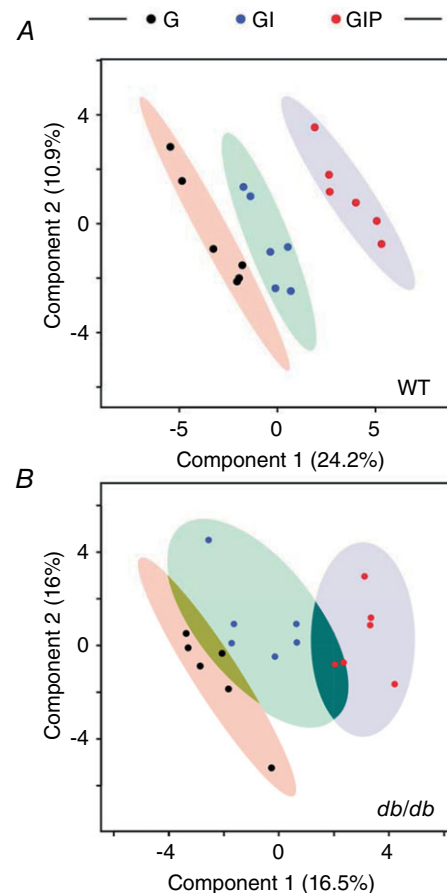 G GI GIP
A
4
0
-4
Component 2 (10.9%)
WT
-5 0 5
Component 1 (24.2%)
B
4
0
-4
Component 2 (16%)
db/db
-4 0 4
Component 1 (16.5%)